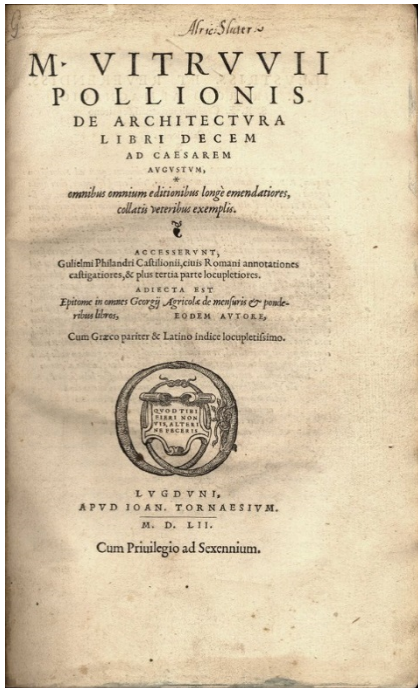 M. VITRVVII
POLLIONIS
DE ARCHITECTVRA
LIBRI DECEM
AD CAESAREM
AVGVSTVM,
*
omnibus omnium editionibus longè emendatiores,
collatis veteribus exemplis.
ACCESSERVNT,
Gulielmi Philandri Castilionii, ciuis Romani annotationes
castigatiores, & plus tertia parte locupletiores.
ADIECTA EST
Epitome in omnes Georgij Agricolæ de mensuris & ponde-
ribus libros, EODEM AVTORE,
Cum Græco pariter & Latino indice locupletissimo.
QVOD TIBI
FIERI NON
VIS, ALTERI
NE FECERIS
LVGDVNI,
APVD IOAN. TORNAESIVM.
M. D. LII.
Cum Priuilegio ad Sexennium.